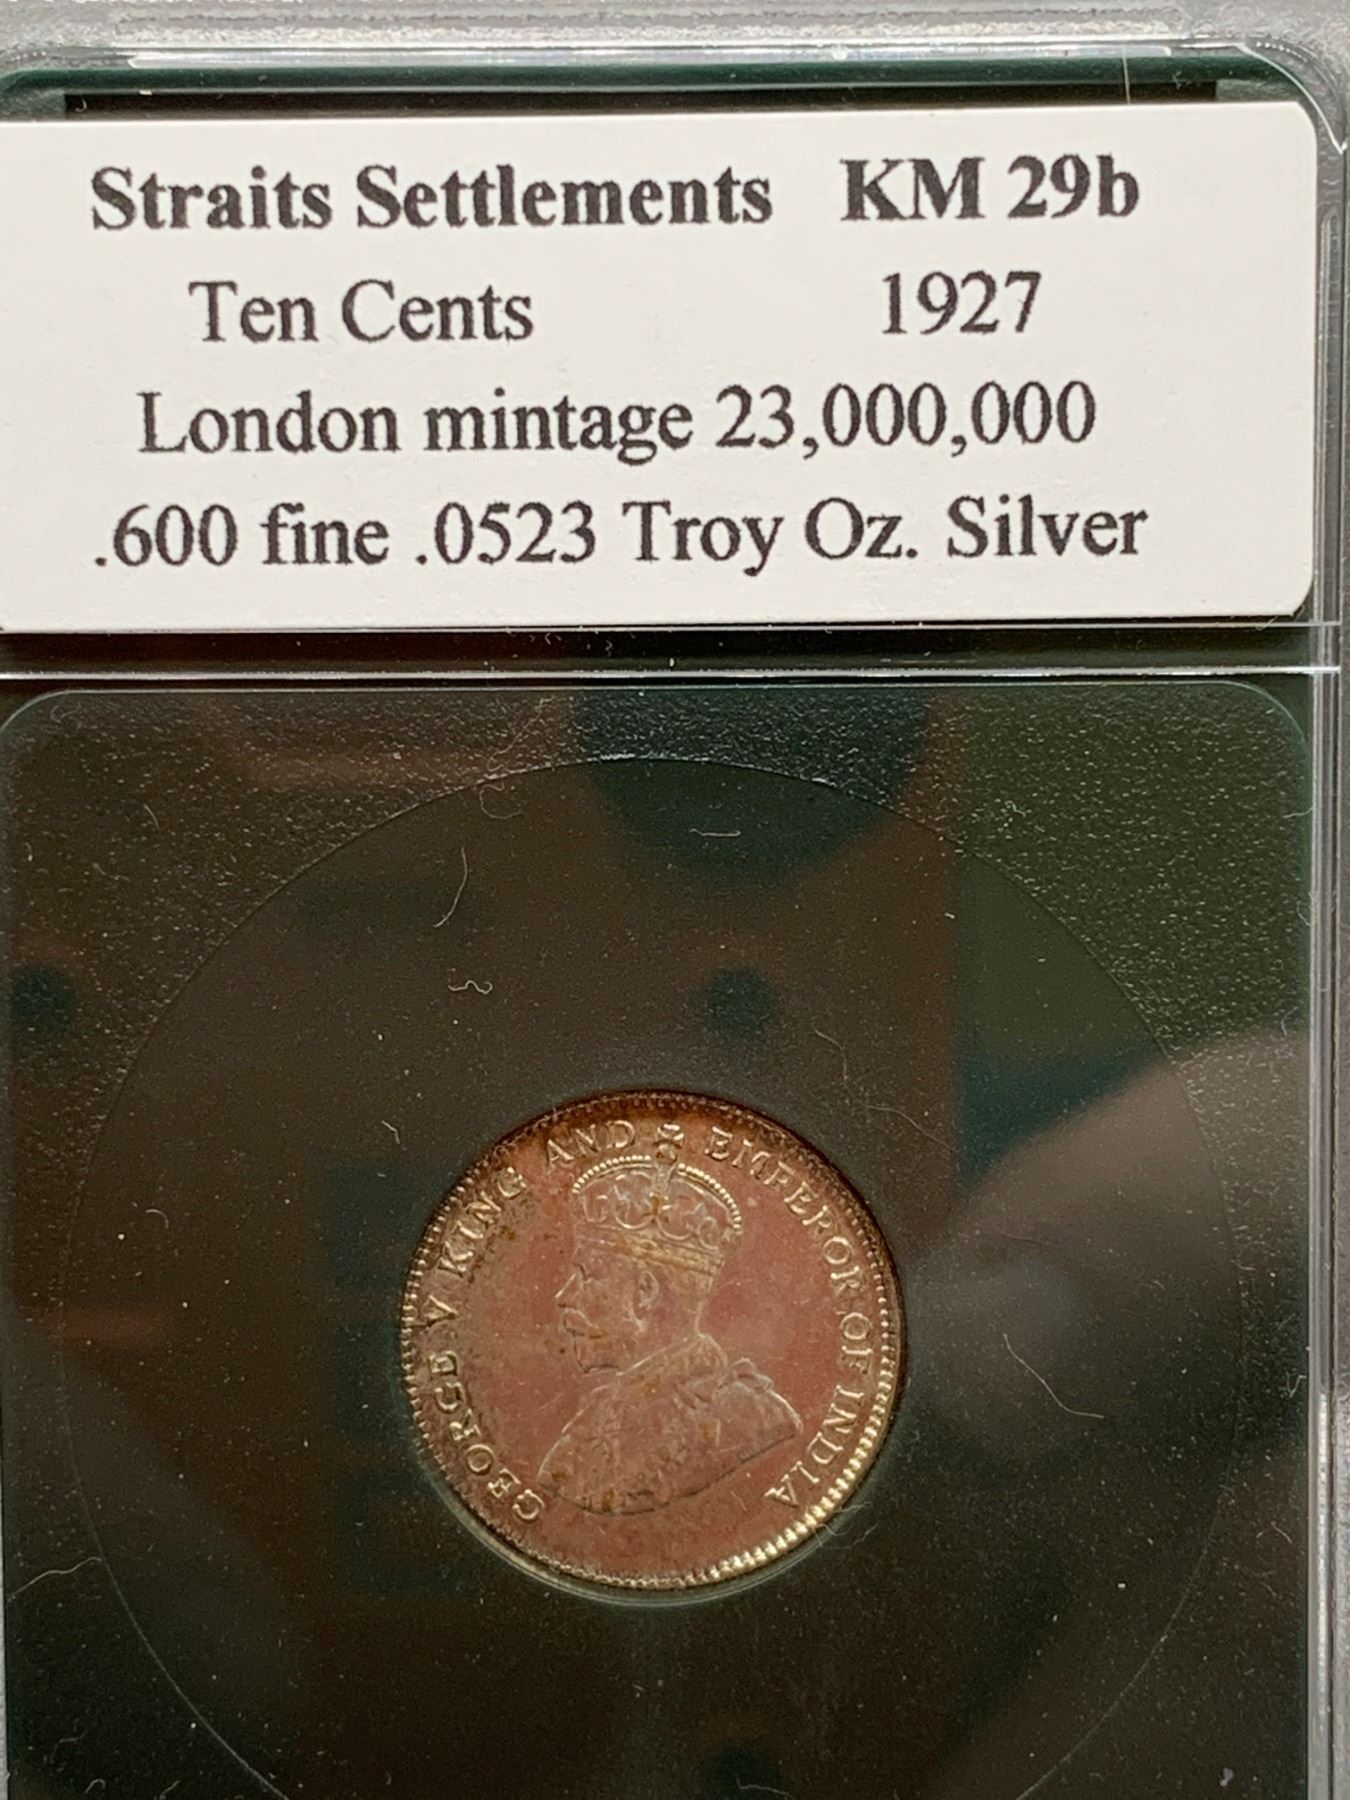 Straits Settlements KM 29b
Ten Cents 1927
London mintage 23,000,000
.600 fine .0523 Troy Oz. Silver
GEORGE V KING AND EMPEROR OF INDIA